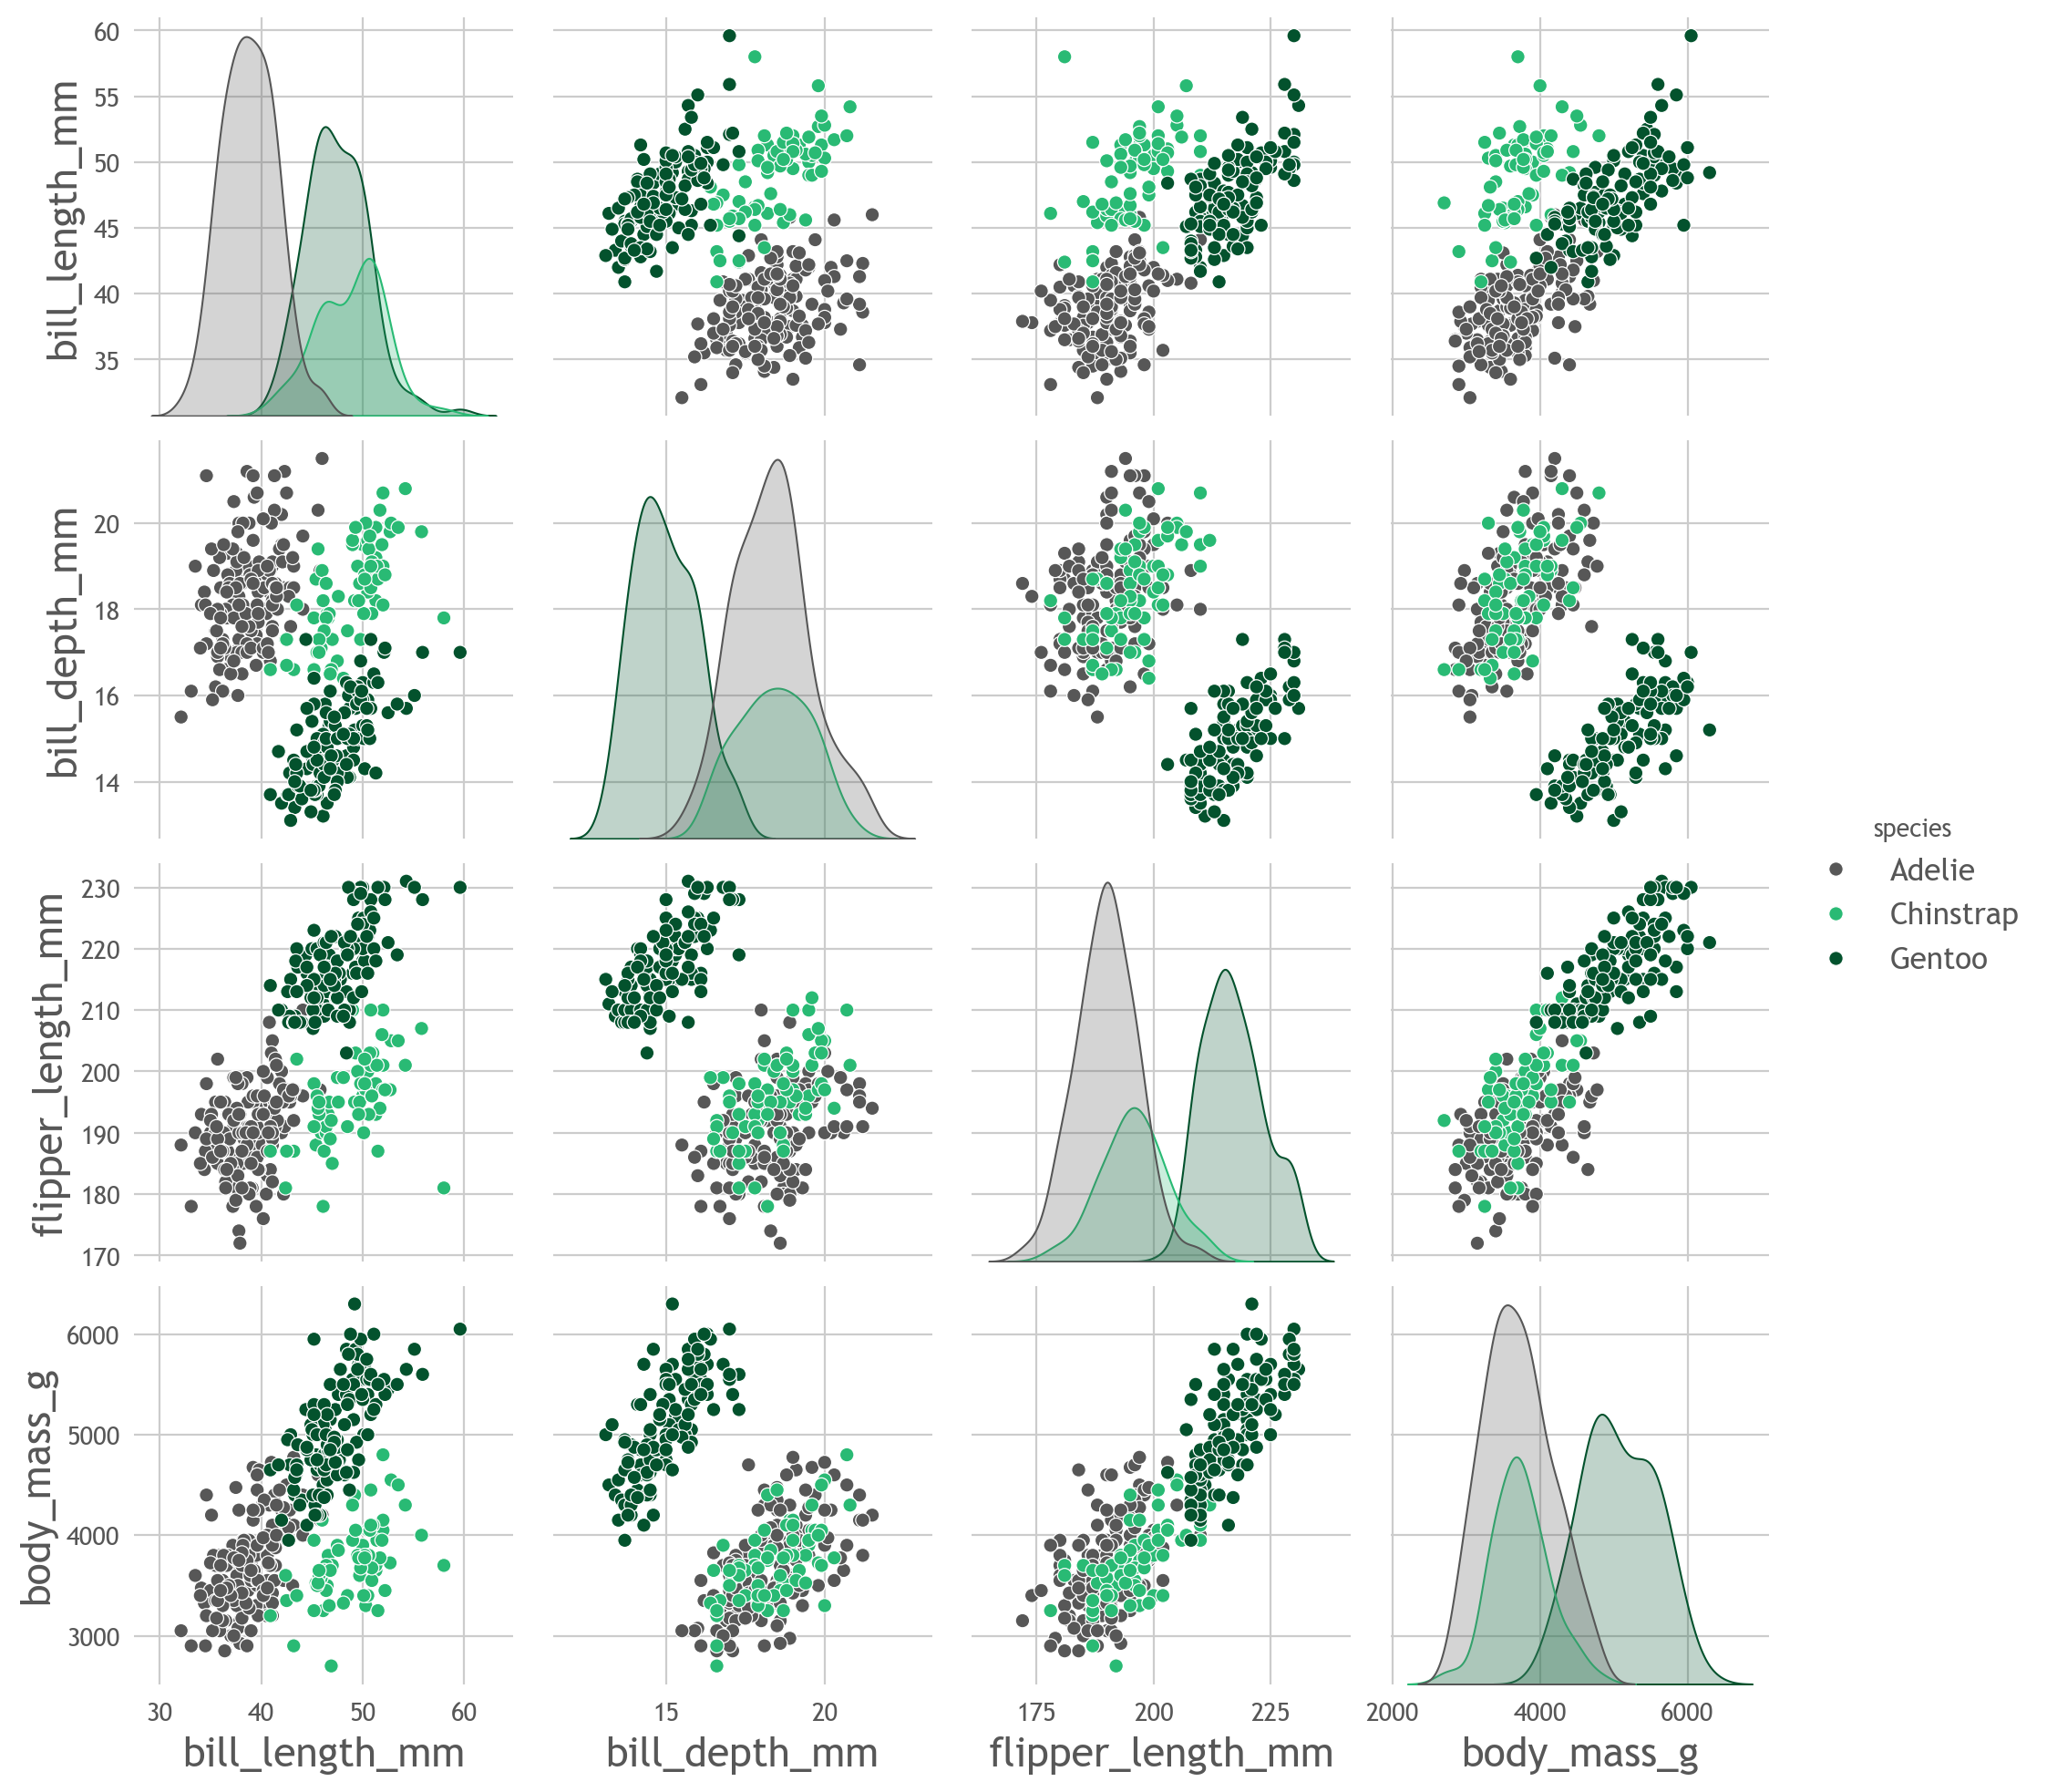 60
55
50
45
40
35
bill_length_mm
20
18
16
14
bill_depth_mm
230
220
210
200
190
180
170
flipper_length_mm
6000
5000
4000
3000
body_mass_g
30 40 50 60
bill_length_mm
15 20
bill_depth_mm
175 200 225
flipper_length_mm
2000 4000 6000
body_mass_g
species
Adelie
Chinstrap
Gentoo